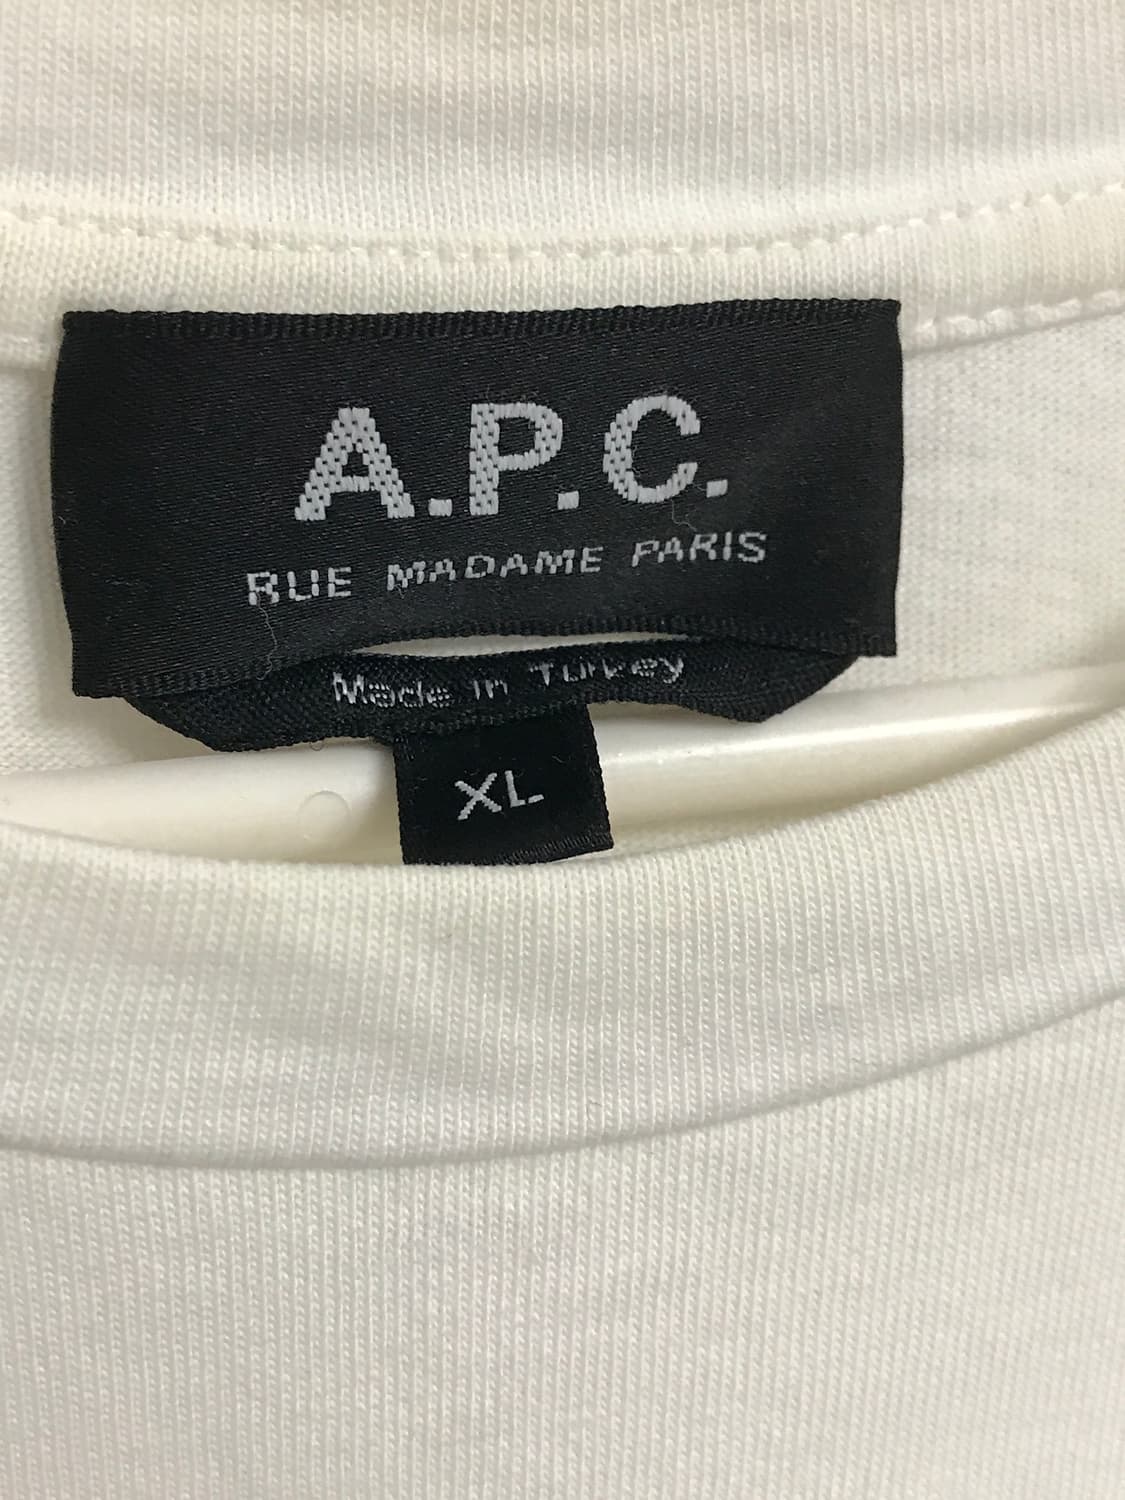 A.P.C.
RUE MADAME PARIS
Made in Turkey
XL